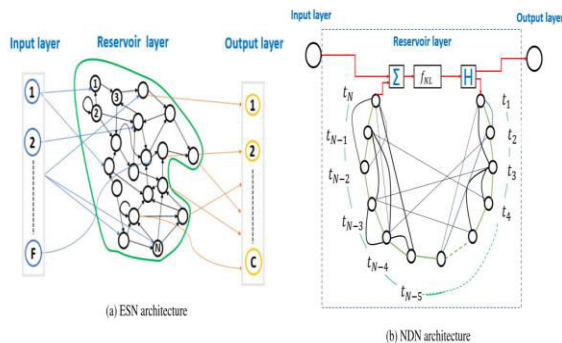 Input layer
Reservoir layer
Output layer
1
2
F
1
2
3
N
1
2
C
(a) ESN architecture
Input layer
Output layer
Reservoir layer
Σ
f_NL
H
t_N
t_N-1
t_N-2
t_N-3
t_N-4
t_N-5
t_1
t_2
t_3
t_4
(b) NDN architecture